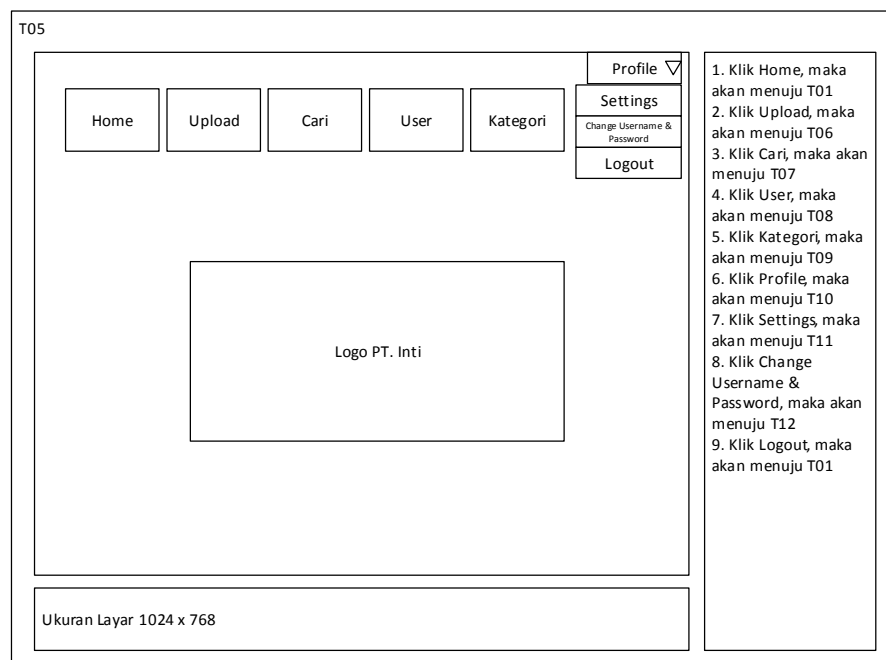 T05
Profile
Home
Upload
Cari
User
Kategori
Settings
Change Username &
Password
Logout
Logo PT. Inti
Ukuran Layar 1024 x 768
1. Klik Home, maka
akan menuju T01
2. Klik Upload, maka
akan menuju T06
3. Klik Cari, maka akan
menuju T07
4. Klik User, maka
akan menuju T08
5. Klik Kategori, maka
akan menuju T09
6. Klik Profile, maka
akan menuju T10
7. Klik Settings, maka
akan menuju T11
8. Klik Change
Username &
Password, maka akan
menuju T12
9. Klik Logout, maka
akan menuju T01